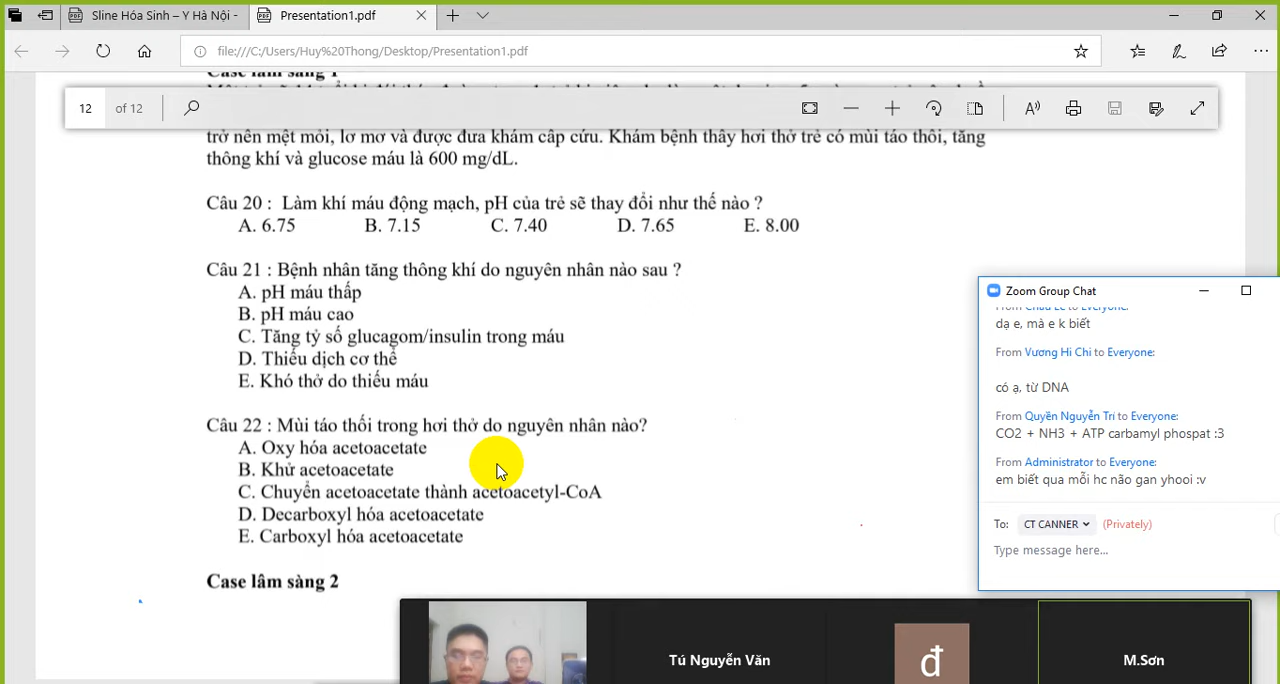 Sline Hóa Sinh – Y Hà Nội -
Presentation1.pdf
file:///C:/Users/Huy%20Thong/Desktop/Presentation1.pdf
Case lâm sàng 1
12 of 12
trở nên mệt mỏi, lơ mơ và được đưa khám cấp cứu. Khám bệnh thấy hơi thở trẻ có mùi táo thối, tăng
thông khí và glucose máu là 600 mg/dL.
Câu 20 : Làm khí máu động mạch, pH của trẻ sẽ thay đổi như thế nào ?
A. 6.75 B. 7.15 C. 7.40 D. 7.65 E. 8.00
Câu 21 : Bệnh nhân tăng thông khí do nguyên nhân nào sau ?
A. pH máu thấp
B. pH máu cao
C. Tăng tỷ số glucagom/insulin trong máu
D. Thiếu dịch cơ thể
E. Khó thở do thiếu máu
Câu 22 : Mùi táo thối trong hơi thở do nguyên nhân nào?
A. Oxy hóa acetoacetate
B. Khử acetoacetate
C. Chuyển acetoacetate thành acetoacetyl-CoA
D. Decarboxyl hóa acetoacetate
E. Carboxyl hóa acetoacetate
Case lâm sàng 2
Zoom Group Chat
From Châu Lê to Everyone:
dạ e, mà e k biết
From Vương Hi Chi to Everyone:
có ạ, từ DNA
From Quyền Nguyễn Trí to Everyone:
CO2 + NH3 + ATP carbamyl phospat :3
From Administrator to Everyone:
em biết qua mỗi hc não gan yhooi :v
To: CT CANNER (Privately)
Type message here...
Tú Nguyễn Văn
đ
M.Sơn